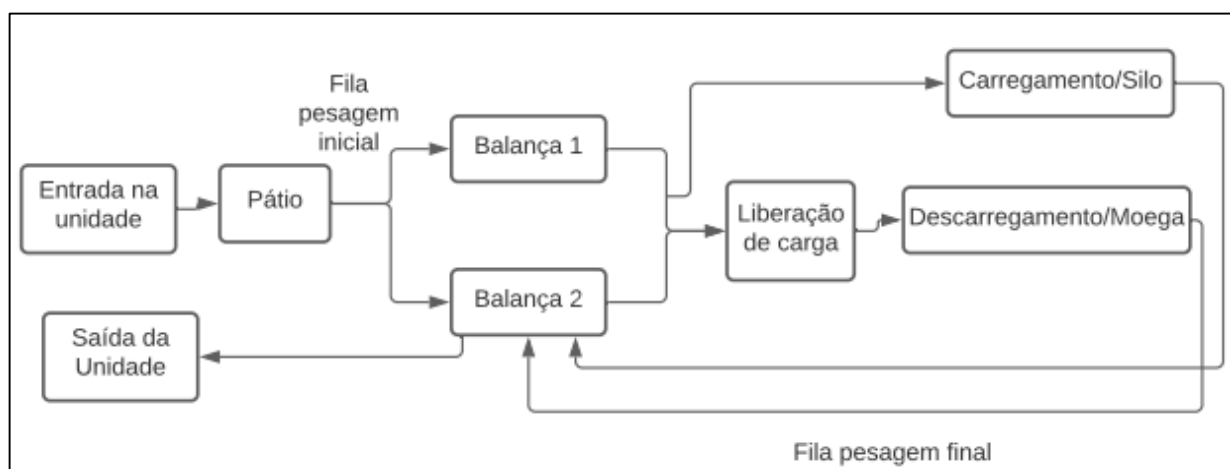 Fila
pesagem
inicial
Carregamento/Silo
Balança 1
Entrada na
unidade
Pátio
Liberação
de carga
Descarregamento/Moega
Balança 2
Saída da
Unidade
Fila pesagem final